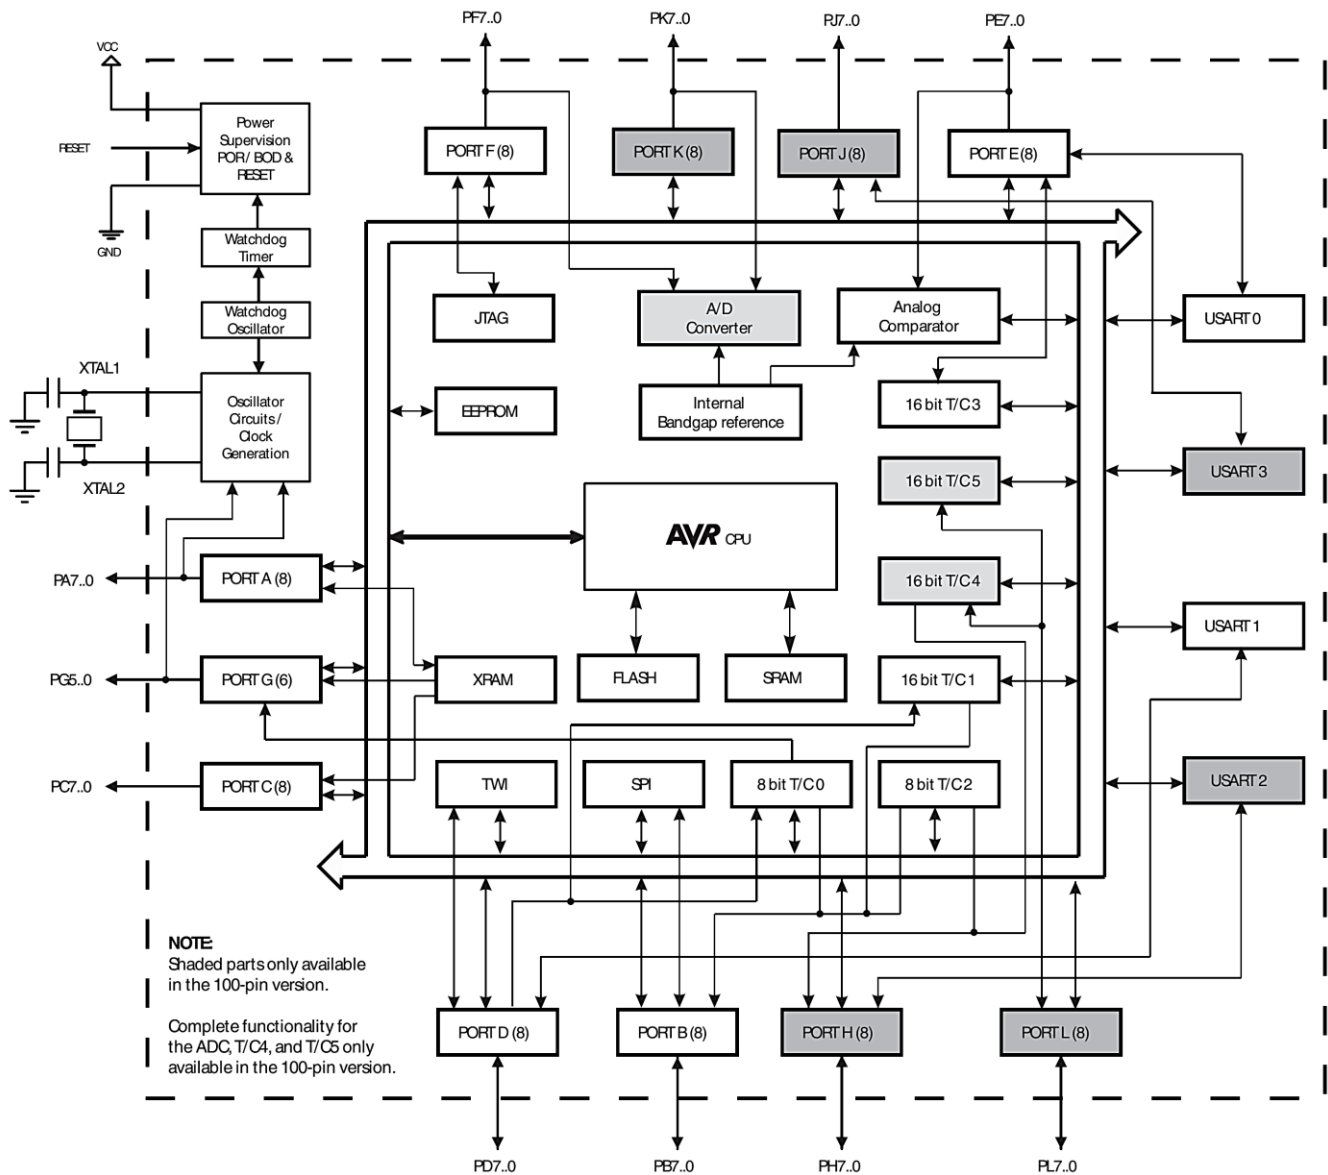 PF7..0
PK7..0
PJ7..0
PE7..0
VCC
RESET
GND
Power
Supervision
POR/ BOD &
RESET
PORT F (8)
PORT K (8)
PORT J (8)
PORT E (8)
Watchdog
Timer
Watchdog
Oscillator
JTAG
A/D
Converter
Analog
Comparator
USART 0
XTAL1
XTAL2
Oscillator
Circuits /
Clock
Generation
EEPROM
Internal
Bandgap reference
16 bit T/C3
16 bit T/C5
USART 3
AVR CPU
PA7..0
PORT A (8)
16 bit T/C4
USART 1
PG5..0
PORT G (6)
XRAM
FLASH
SRAM
16 bit T/C1
PC7..0
PORT C (8)
TWI
SPI
8 bit T/C0
8 bit T/C2
USART 2
NOTE:
Shaded parts only available
in the 100-pin version.
Complete functionality for
the ADC, T/C4, and T/C5 only
available in the 100-pin version.
PORT D (8)
PORT B (8)
PORT H (8)
PORT L (8)
PD7..0
PB7..0
PH7..0
PL7..0